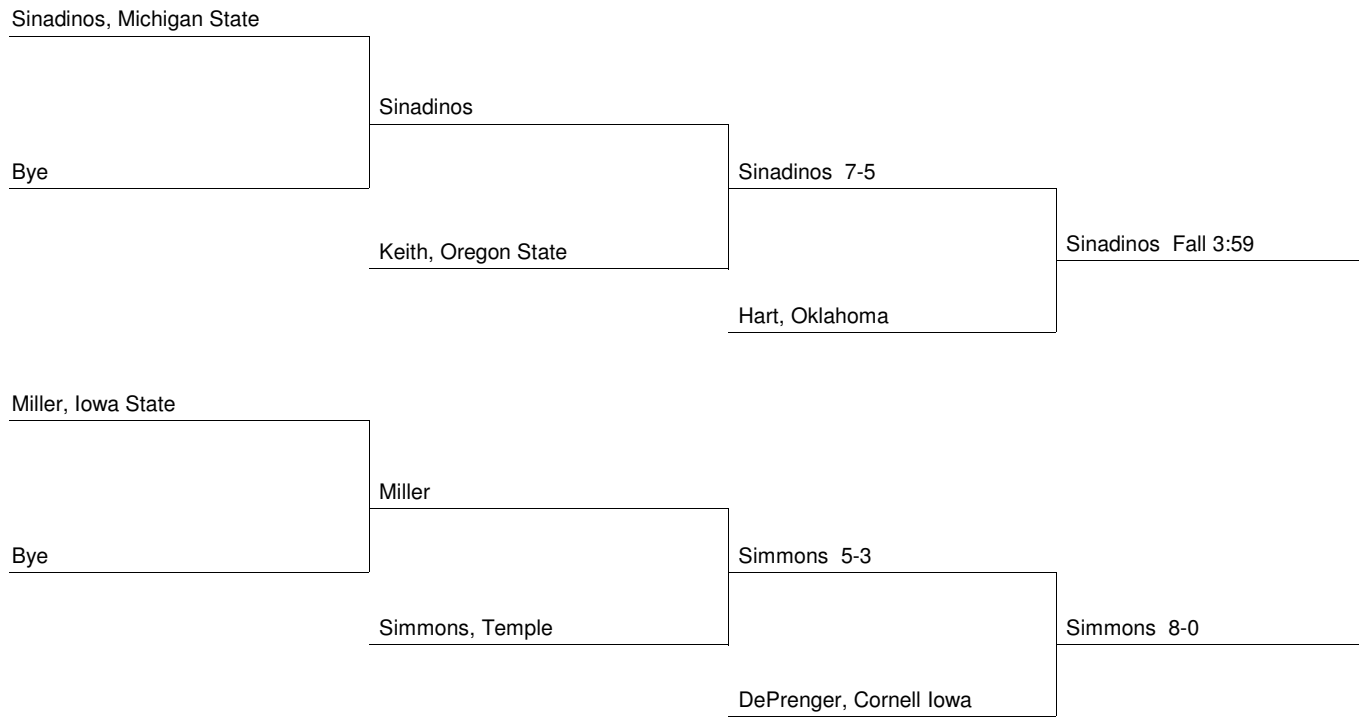 Sinadinos, Michigan State
Sinadinos
Bye
Sinadinos 7-5
Keith, Oregon State
Sinadinos Fall 3:59
Hart, Oklahoma
Miller, Iowa State
Miller
Bye
Simmons 5-3
Simmons, Temple
Simmons 8-0
DePrenger, Cornell Iowa